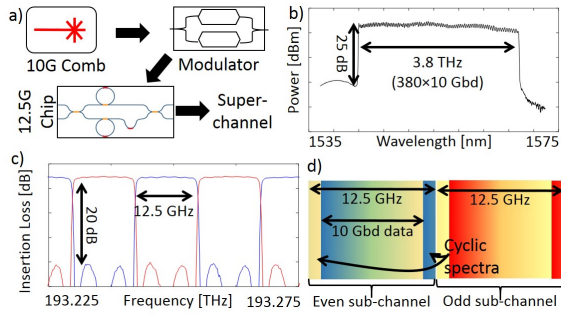 a)
10G Comb
Modulator
12.5G
Chip
Super-
channel
b)
Power [dBm]
25 dB
3.8 THz
(380×10 Gbd)
1535
Wavelength [nm]
1575
c)
Insertion Loss [dB]
20 dB
12.5 GHz
193.225
Frequency [THz]
193.275
d)
12.5 GHz
12.5 GHz
10 Gbd data
Cyclic
spectra
Even sub-channel
Odd sub-channel